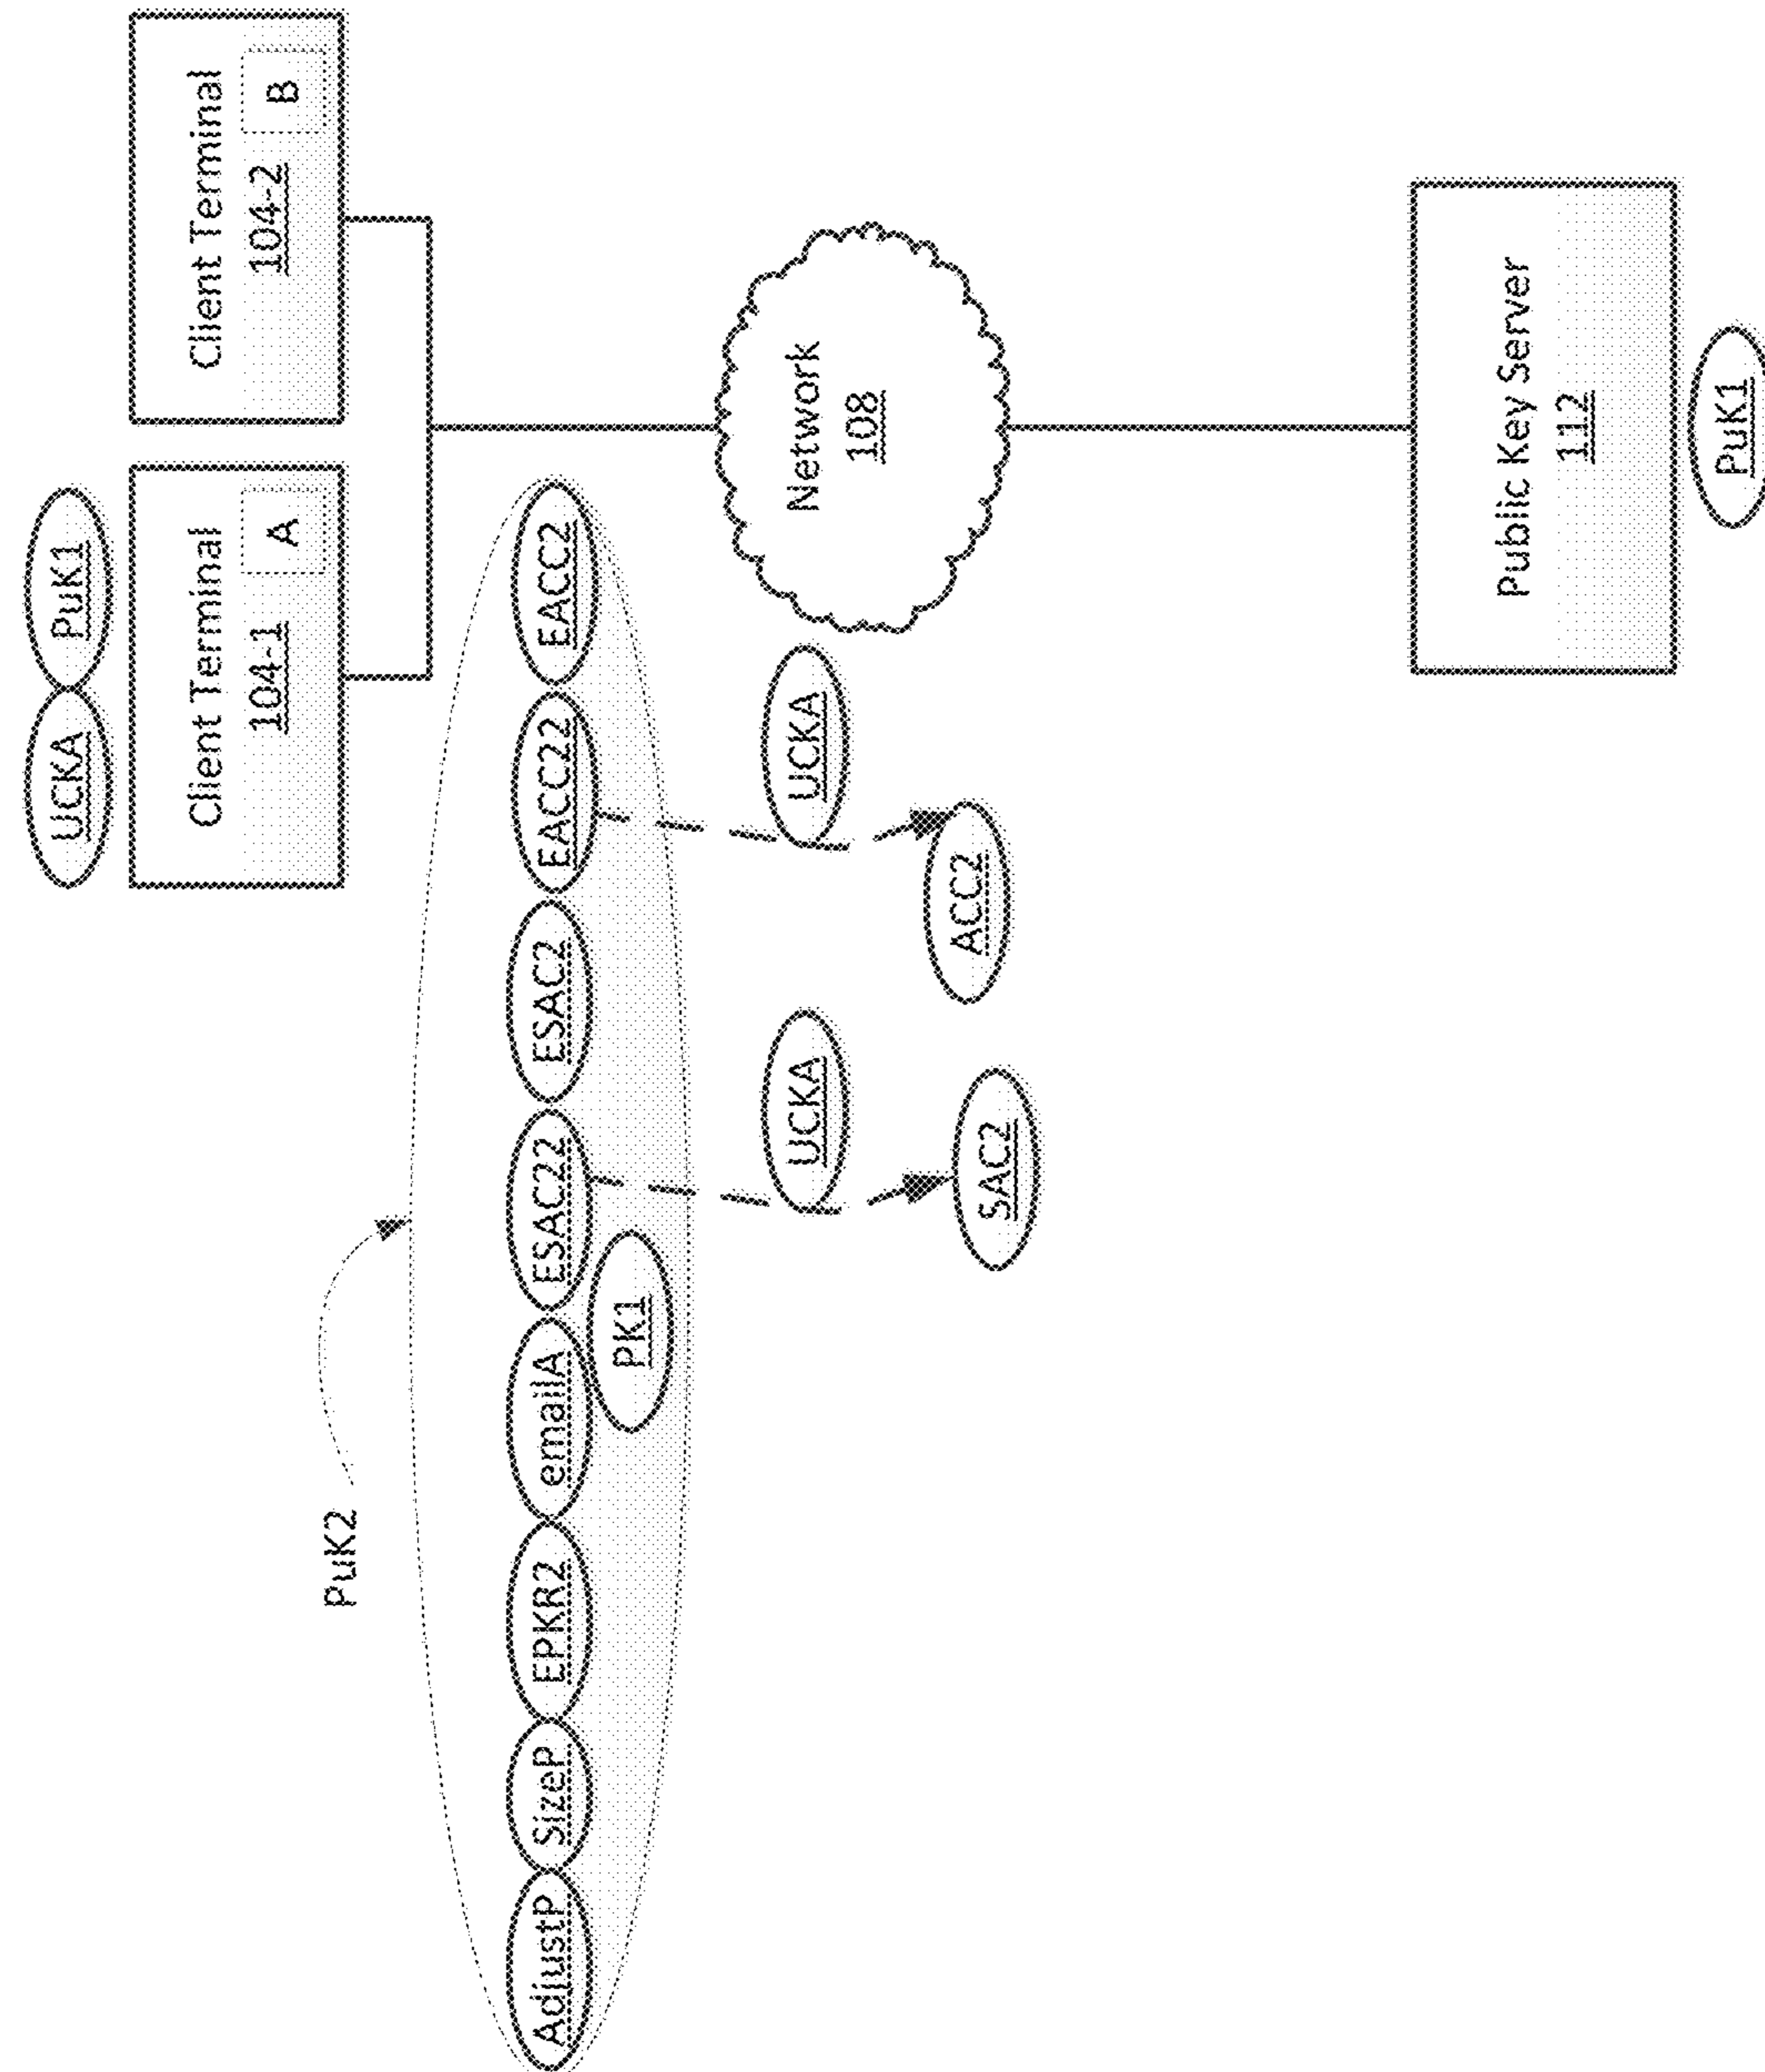 UCKA
PuK1
Client Terminal
104-1
A
Client Terminal
104-2
B
PuK2
AdjustP
SizeP
EPKR2
emailA
ESAC22
ESAC2
EACC22
EACC2
PK1
UCKA
UCKA
SAC2
ACC2
Network
108
Public Key Server
112
PuK1